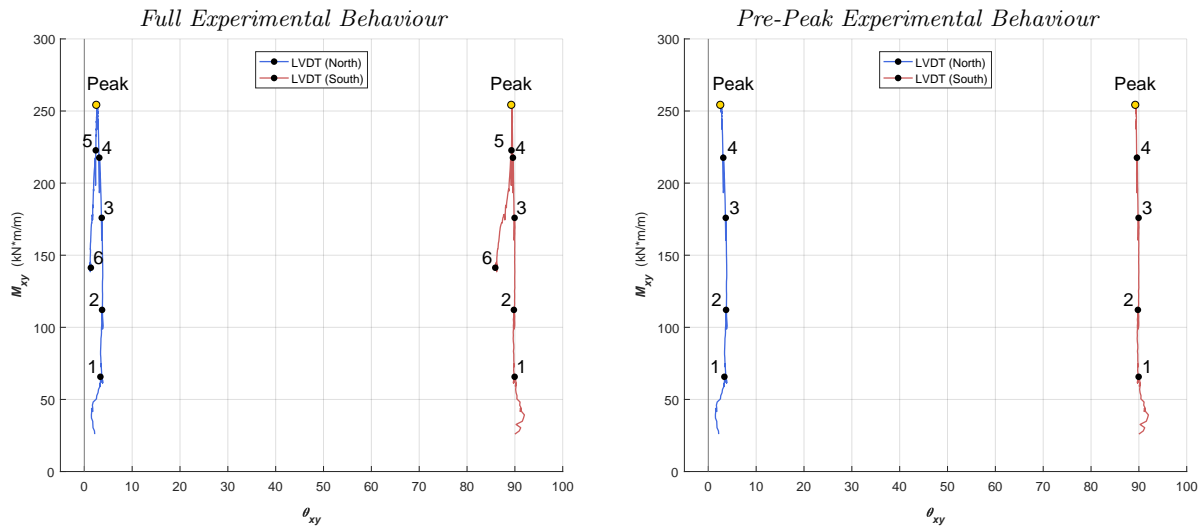 Full Experimental Behaviour
300
250
200
150
100
50
0
M_xy (kN*m/m)
LVDT (North)
LVDT (South)
Peak
5
4
3
6
2
1
Peak
5
4
3
6
2
1
0 10 20 30 40 50 60 70 80 90 100
θ_xy
Pre-Peak Experimental Behaviour
300
250
200
150
100
50
0
M_xy (kN*m/m)
LVDT (North)
LVDT (South)
Peak
4
3
2
1
Peak
4
3
2
1
0 10 20 30 40 50 60 70 80 90 100
θ_xy